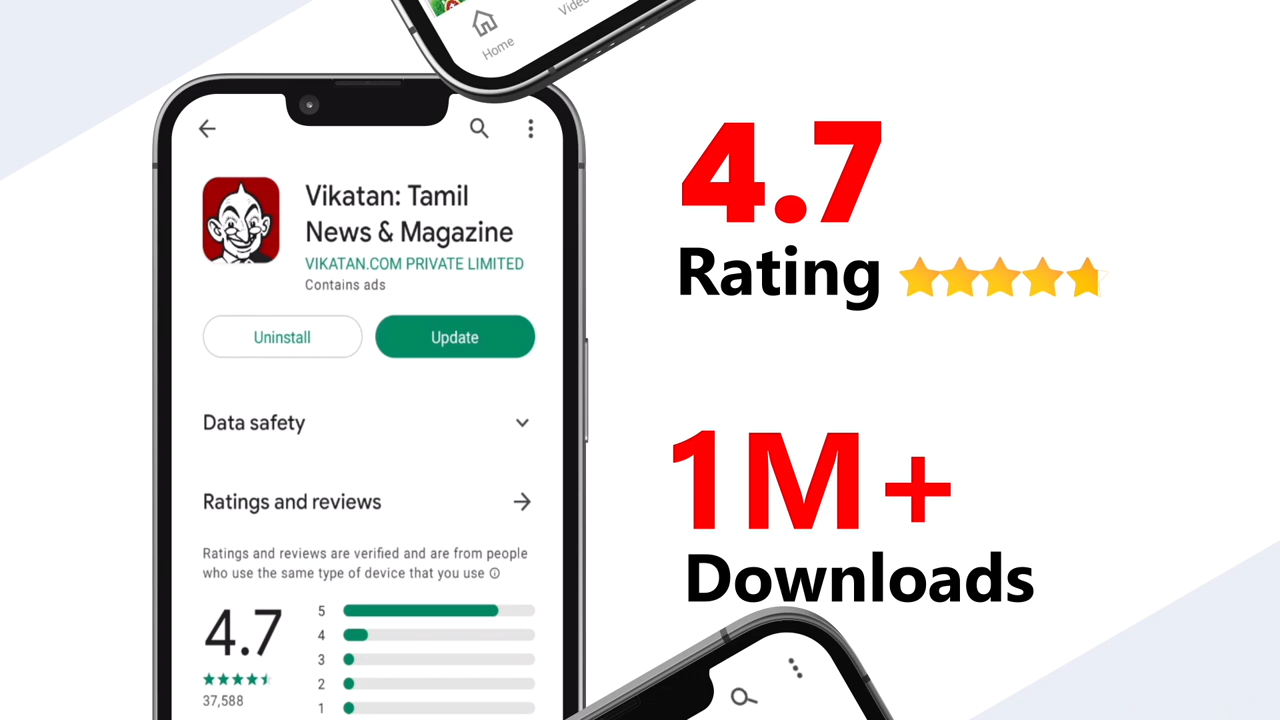 Home
Video
Vikatan: Tamil
News & Magazine
VIKATAN.COM PRIVATE LIMITED
Contains ads
Uninstall
Update
Data safety
Ratings and reviews
Ratings and reviews are verified and are from people
who use the same type of device that you use
4.7
37,588
5
4
3
2
1
4.7
Rating
1M+
Downloads